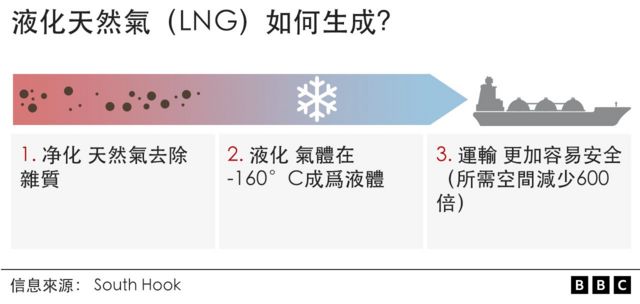 液化天然氣（LNG）如何生成?
1. 净化 天然氣去除
雜質
2. 液化 氣體在
-160°C成爲液體
3. 運輸 更加容易安全
（所需空間減少600
倍）
信息來源： South Hook
BBC